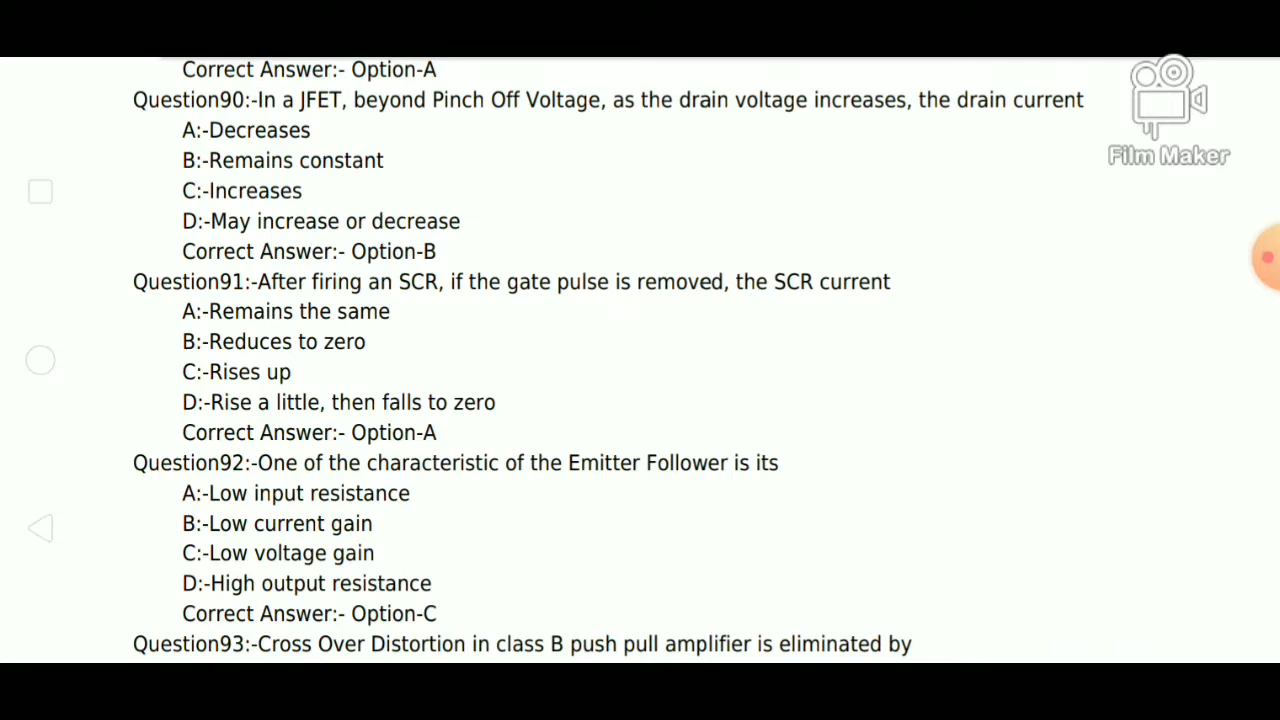 Correct Answer:- Option-A
Question90:-In a JFET, beyond Pinch Off Voltage, as the drain voltage increases, the drain current
A:-Decreases
B:-Remains constant
C:-Increases
D:-May increase or decrease
Correct Answer:- Option-B
Question91:-After firing an SCR, if the gate pulse is removed, the SCR current
A:-Remains the same
B:-Reduces to zero
C:-Rises up
D:-Rise a little, then falls to zero
Correct Answer:- Option-A
Question92:-One of the characteristic of the Emitter Follower is its
A:-Low input resistance
B:-Low current gain
C:-Low voltage gain
D:-High output resistance
Correct Answer:- Option-C
Question93:-Cross Over Distortion in class B push pull amplifier is eliminated by
Film Maker